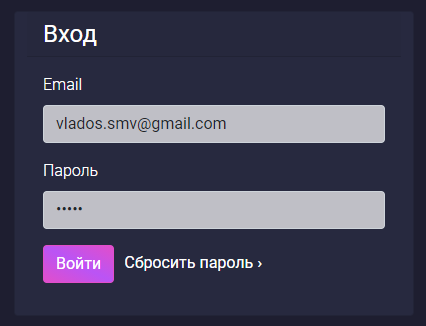 Вход
Email
vlados.smv@gmail.com
Пароль
•••••
Войти Сбросить пароль ›